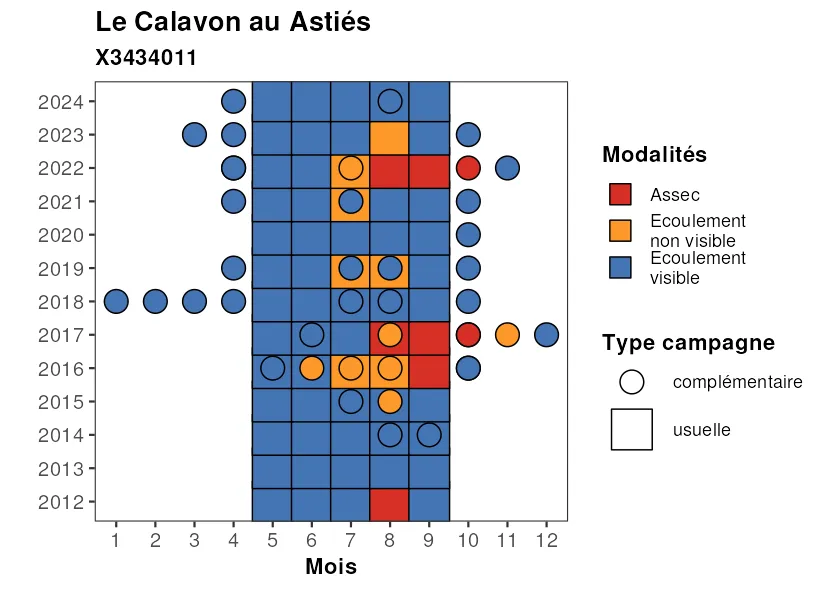 Le Calavon au Astiés
X3434011
2024
2023
2022
2021
2020
2019
2018
2017
2016
2015
2014
2013
2012
1 2 3 4 5 6 7 8 9 10 11 12
Mois
Modalités
Assec
Ecoulement
non visible
Ecoulement
visible
Type campagne
complémentaire
usuelle